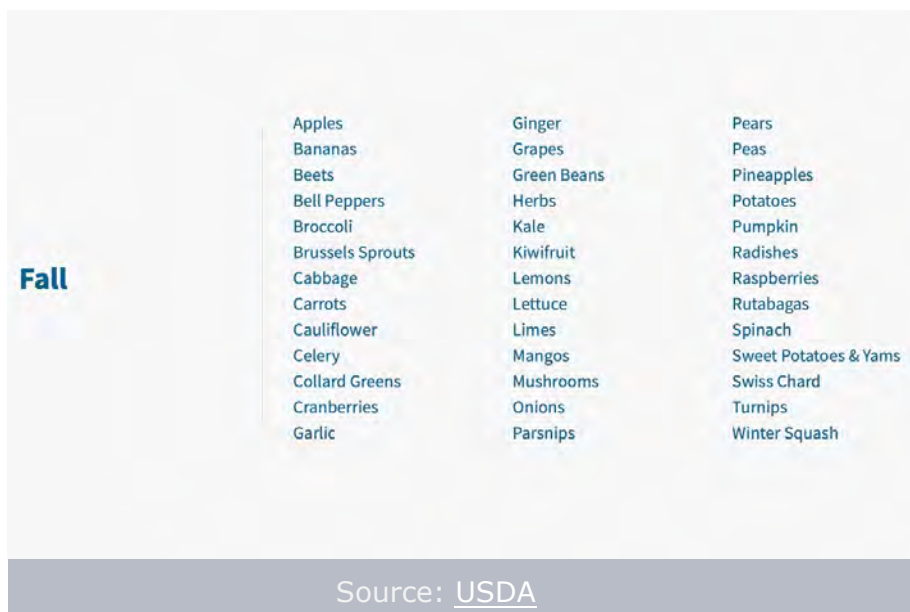 Fall
Apples
Bananas
Beets
Bell Peppers
Broccoli
Brussels Sprouts
Cabbage
Carrots
Cauliflower
Celery
Collard Greens
Cranberries
Garlic
Ginger
Grapes
Green Beans
Herbs
Kale
Kiwifruit
Lemons
Lettuce
Limes
Mangos
Mushrooms
Onions
Parsnips
Pears
Peas
Pineapples
Potatoes
Pumpkin
Radishes
Raspberries
Rutabagas
Spinach
Sweet Potatoes & Yams
Swiss Chard
Turnips
Winter Squash
Source: USDA